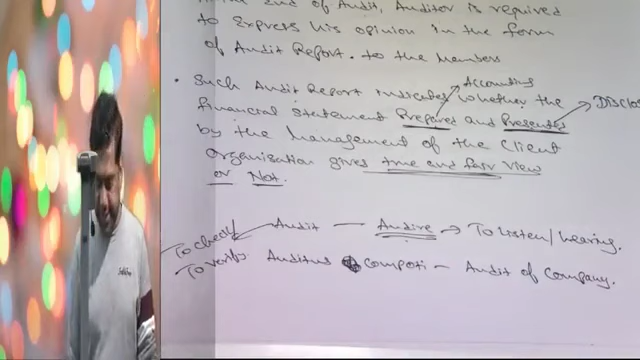 End of Audit, Auditor is required
to Express his opinion in the form
of Audit Report. to the Members
Accounting
• Such Audit Report indicates whether the
Financial Statement Prepared and Presented
by the Management of the Client
Organisation gives true and fair view
or Not.
To check/ Audit — Audire → To listen/hearing.
To verify. Auditus compoti — Audit of Company.